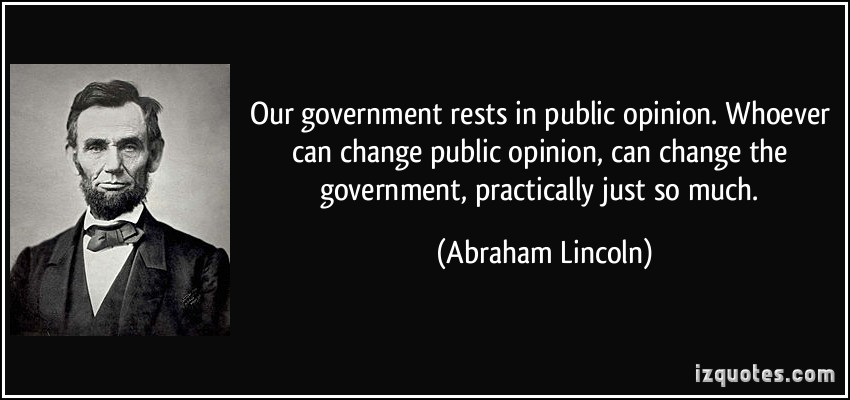 Our government rests in public opinion. Whoever
can change public opinion, can change the
government, practically just so much.
(Abraham Lincoln)
izquotes.com